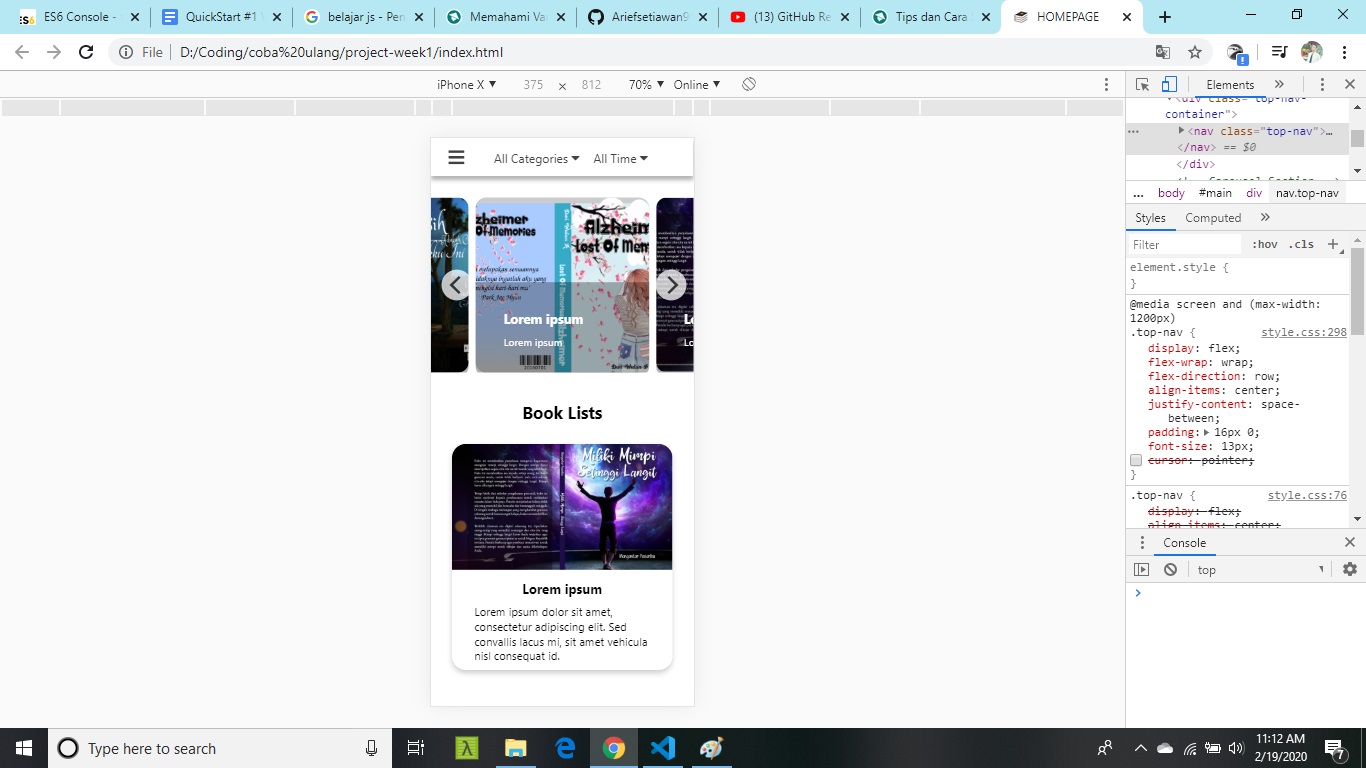 ES6 Console -
QuickStart #1
belajar js - Pen
Memahami Va
Ariefsetiawan9
(13) GitHub Re
Tips dan Cara
HOMEPAGE
File
D:/Coding/coba%20ulang/project-week1/index.html
iPhone X ▼ 375 × 812 70% ▼ Online ▼
Elements »
<div class="top-nav-
container">
<nav class="top-nav">…
</nav> == $0
</div>
... body #main div nav.top-nav
Styles Computed »
Filter :hov .cls +
element.style {
}
@media screen and (max-width:
1200px)
.top-nav { style.css:298
display: flex;
flex-wrap: wrap;
flex-direction: row;
align-items: center;
justify-content: space-
between;
padding: 16px 0;
font-size: 13px;
cursor: pointer;
}
.top-nav { style.css:76
display: flex;
align-items: center;
Console
top
All Categories All Time
zheimer
Of Memories
Alzheim
Lost Of Mem
Lorem ipsum
Lorem ipsum
Book Lists
Miliki Mimpi
Setinggi Langit
Lorem ipsum
Lorem ipsum dolor sit amet,
consectetur adipiscing elit. Sed
convallis lacus mi, sit amet vehicula
nisl consequat id.
Type here to search
11:12 AM
2/19/2020
7